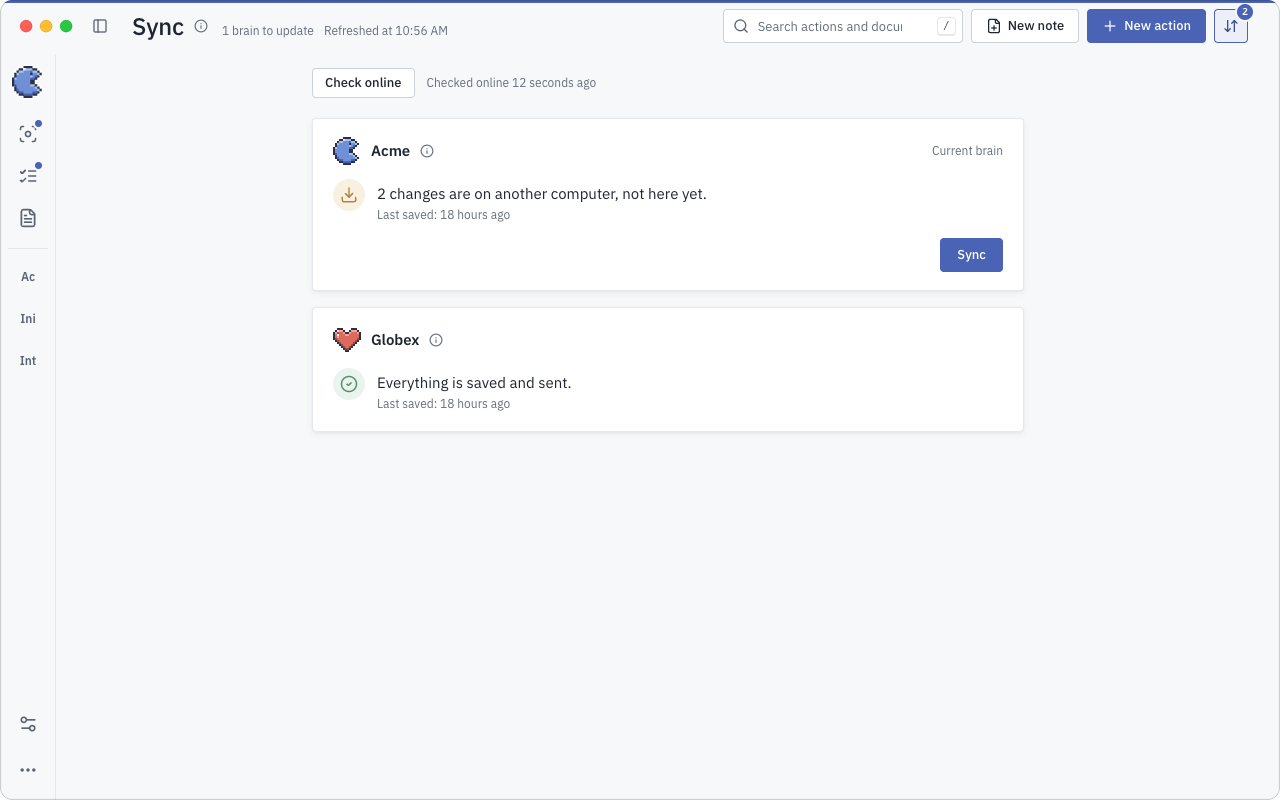 Sync
1 brain to update Refreshed at 10:56 AM
Search actions and docu
/
New note
New action
2
Check online
Checked online 12 seconds ago
Acme
Current brain
2 changes are on another computer, not here yet.
Last saved: 18 hours ago
Sync
Globex
Everything is saved and sent.
Last saved: 18 hours ago
Ac
Ini
Int